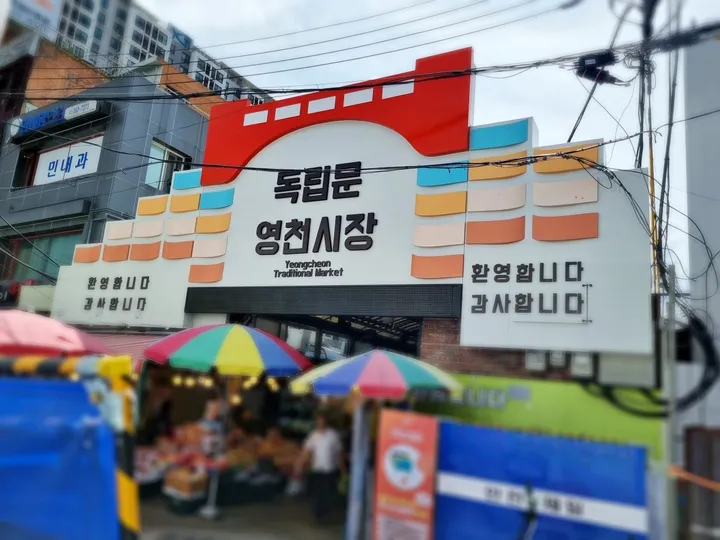 민내과
독립문
영천시장
Yeongcheon
Traditional Market
환영합니다
감사합니다
환영합니다
감사합니다